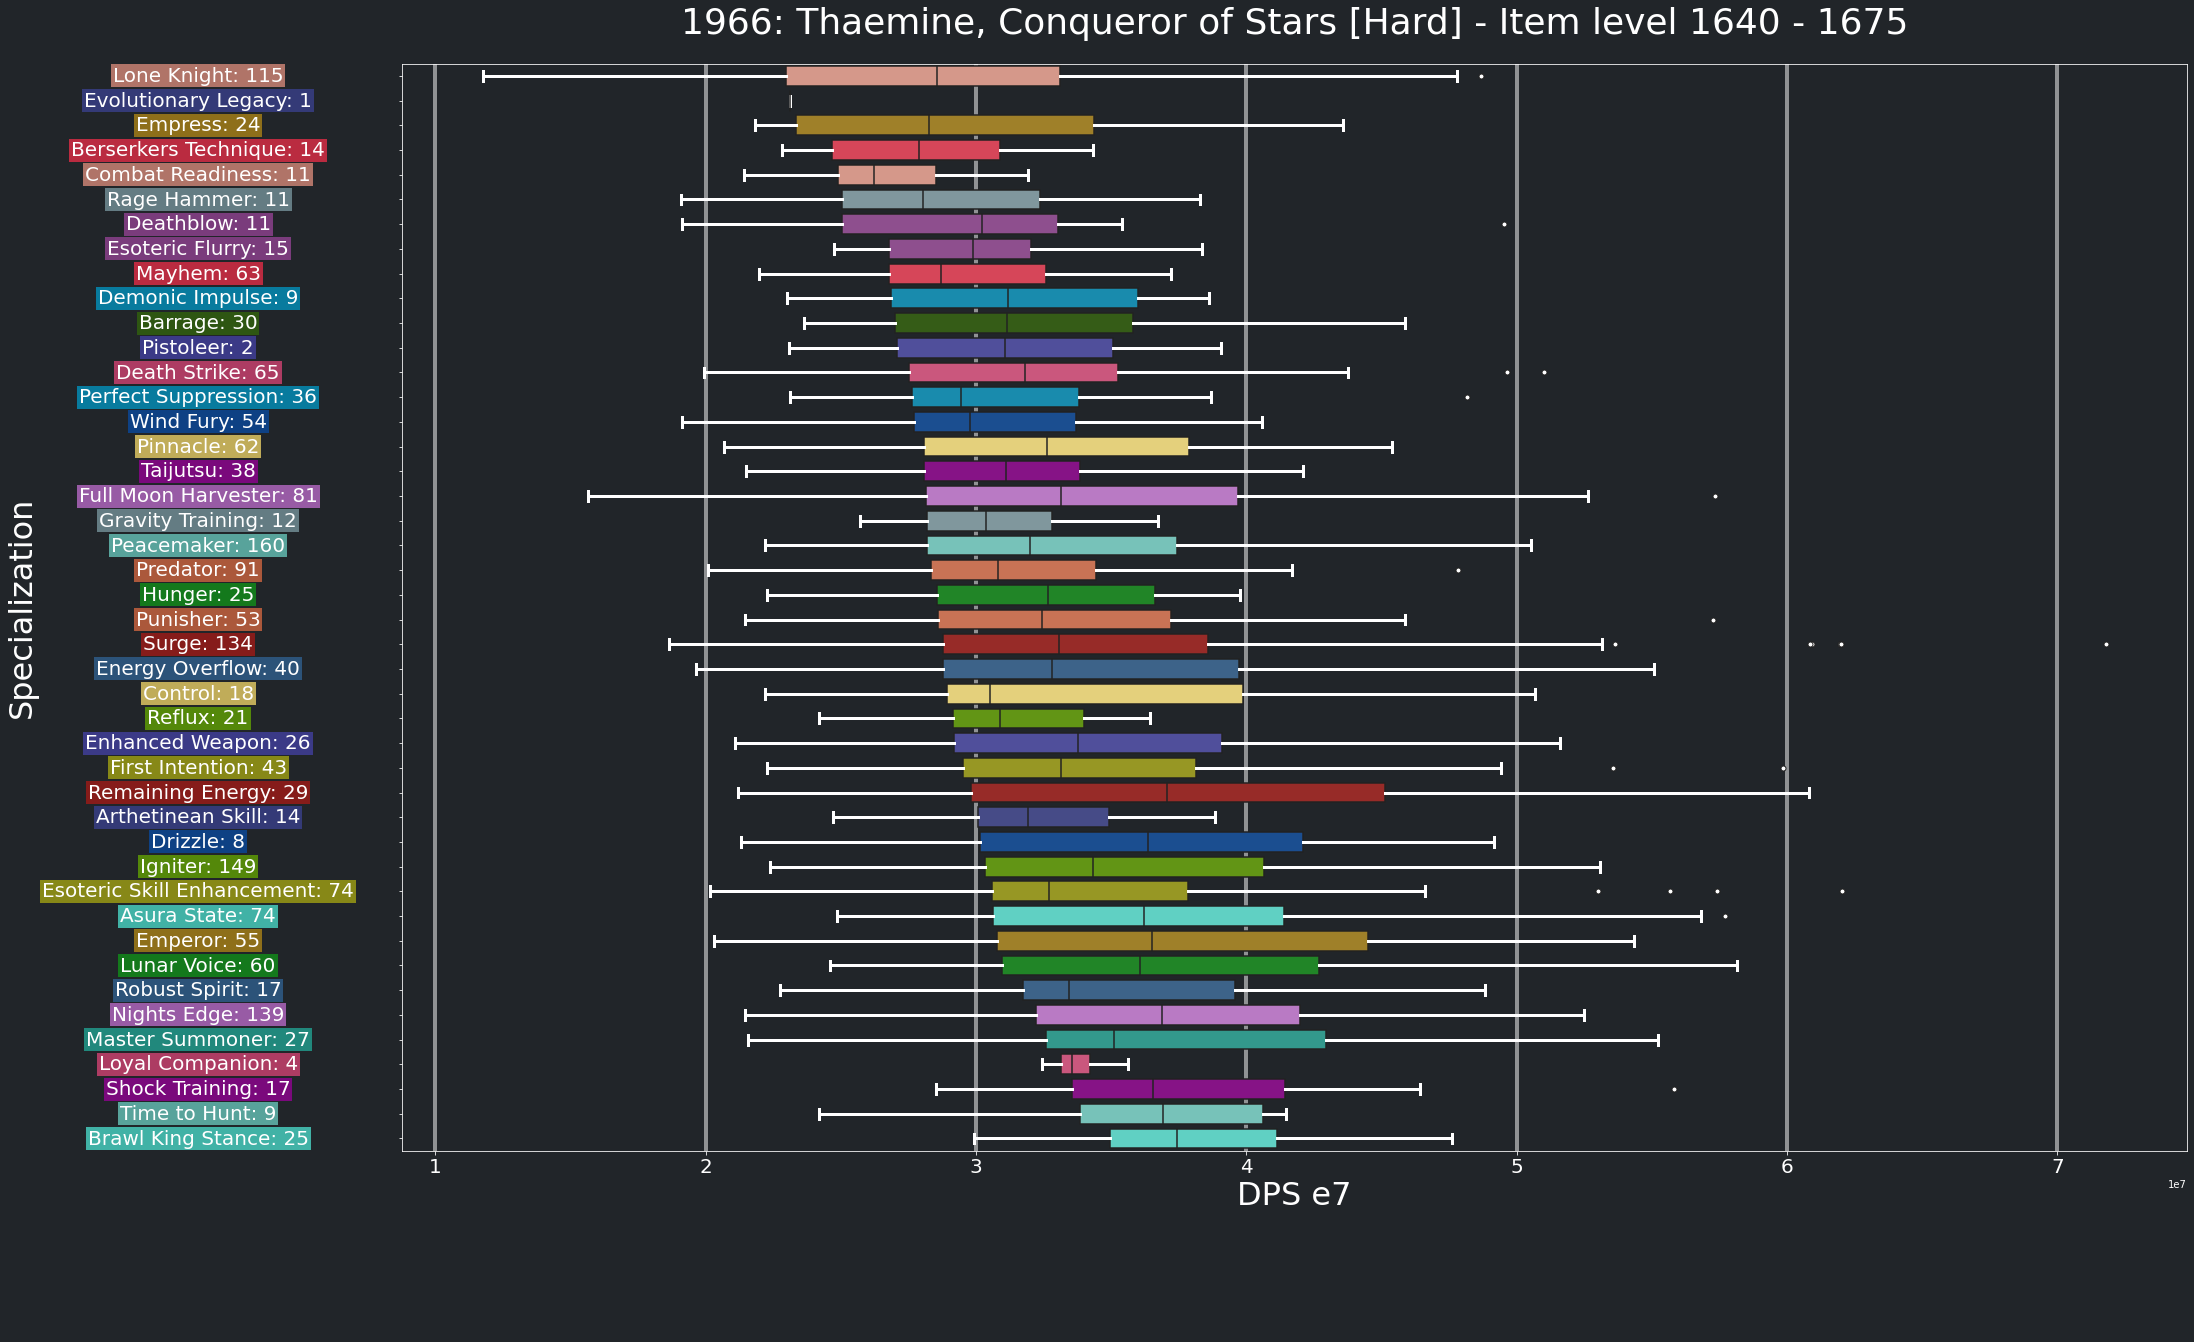 1966: Thaemine, Conqueror of Stars [Hard] - Item level 1640 - 1675
Specialization
Lone Knight: 115
Evolutionary Legacy: 1
Empress: 24
Berserkers Technique: 14
Combat Readiness: 11
Rage Hammer: 11
Deathblow: 11
Esoteric Flurry: 15
Mayhem: 63
Demonic Impulse: 9
Barrage: 30
Pistoleer: 2
Death Strike: 65
Perfect Suppression: 36
Wind Fury: 54
Pinnacle: 62
Taijutsu: 38
Full Moon Harvester: 81
Gravity Training: 12
Peacemaker: 160
Predator: 91
Hunger: 25
Punisher: 53
Surge: 134
Energy Overflow: 40
Control: 18
Reflux: 21
Enhanced Weapon: 26
First Intention: 43
Remaining Energy: 29
Arthetinean Skill: 14
Drizzle: 8
Igniter: 149
Esoteric Skill Enhancement: 74
Asura State: 74
Emperor: 55
Lunar Voice: 60
Robust Spirit: 17
Nights Edge: 139
Master Summoner: 27
Loyal Companion: 4
Shock Training: 17
Time to Hunt: 9
Brawl King Stance: 25
1 2 3 4 5 6 7
1e7
DPS e7